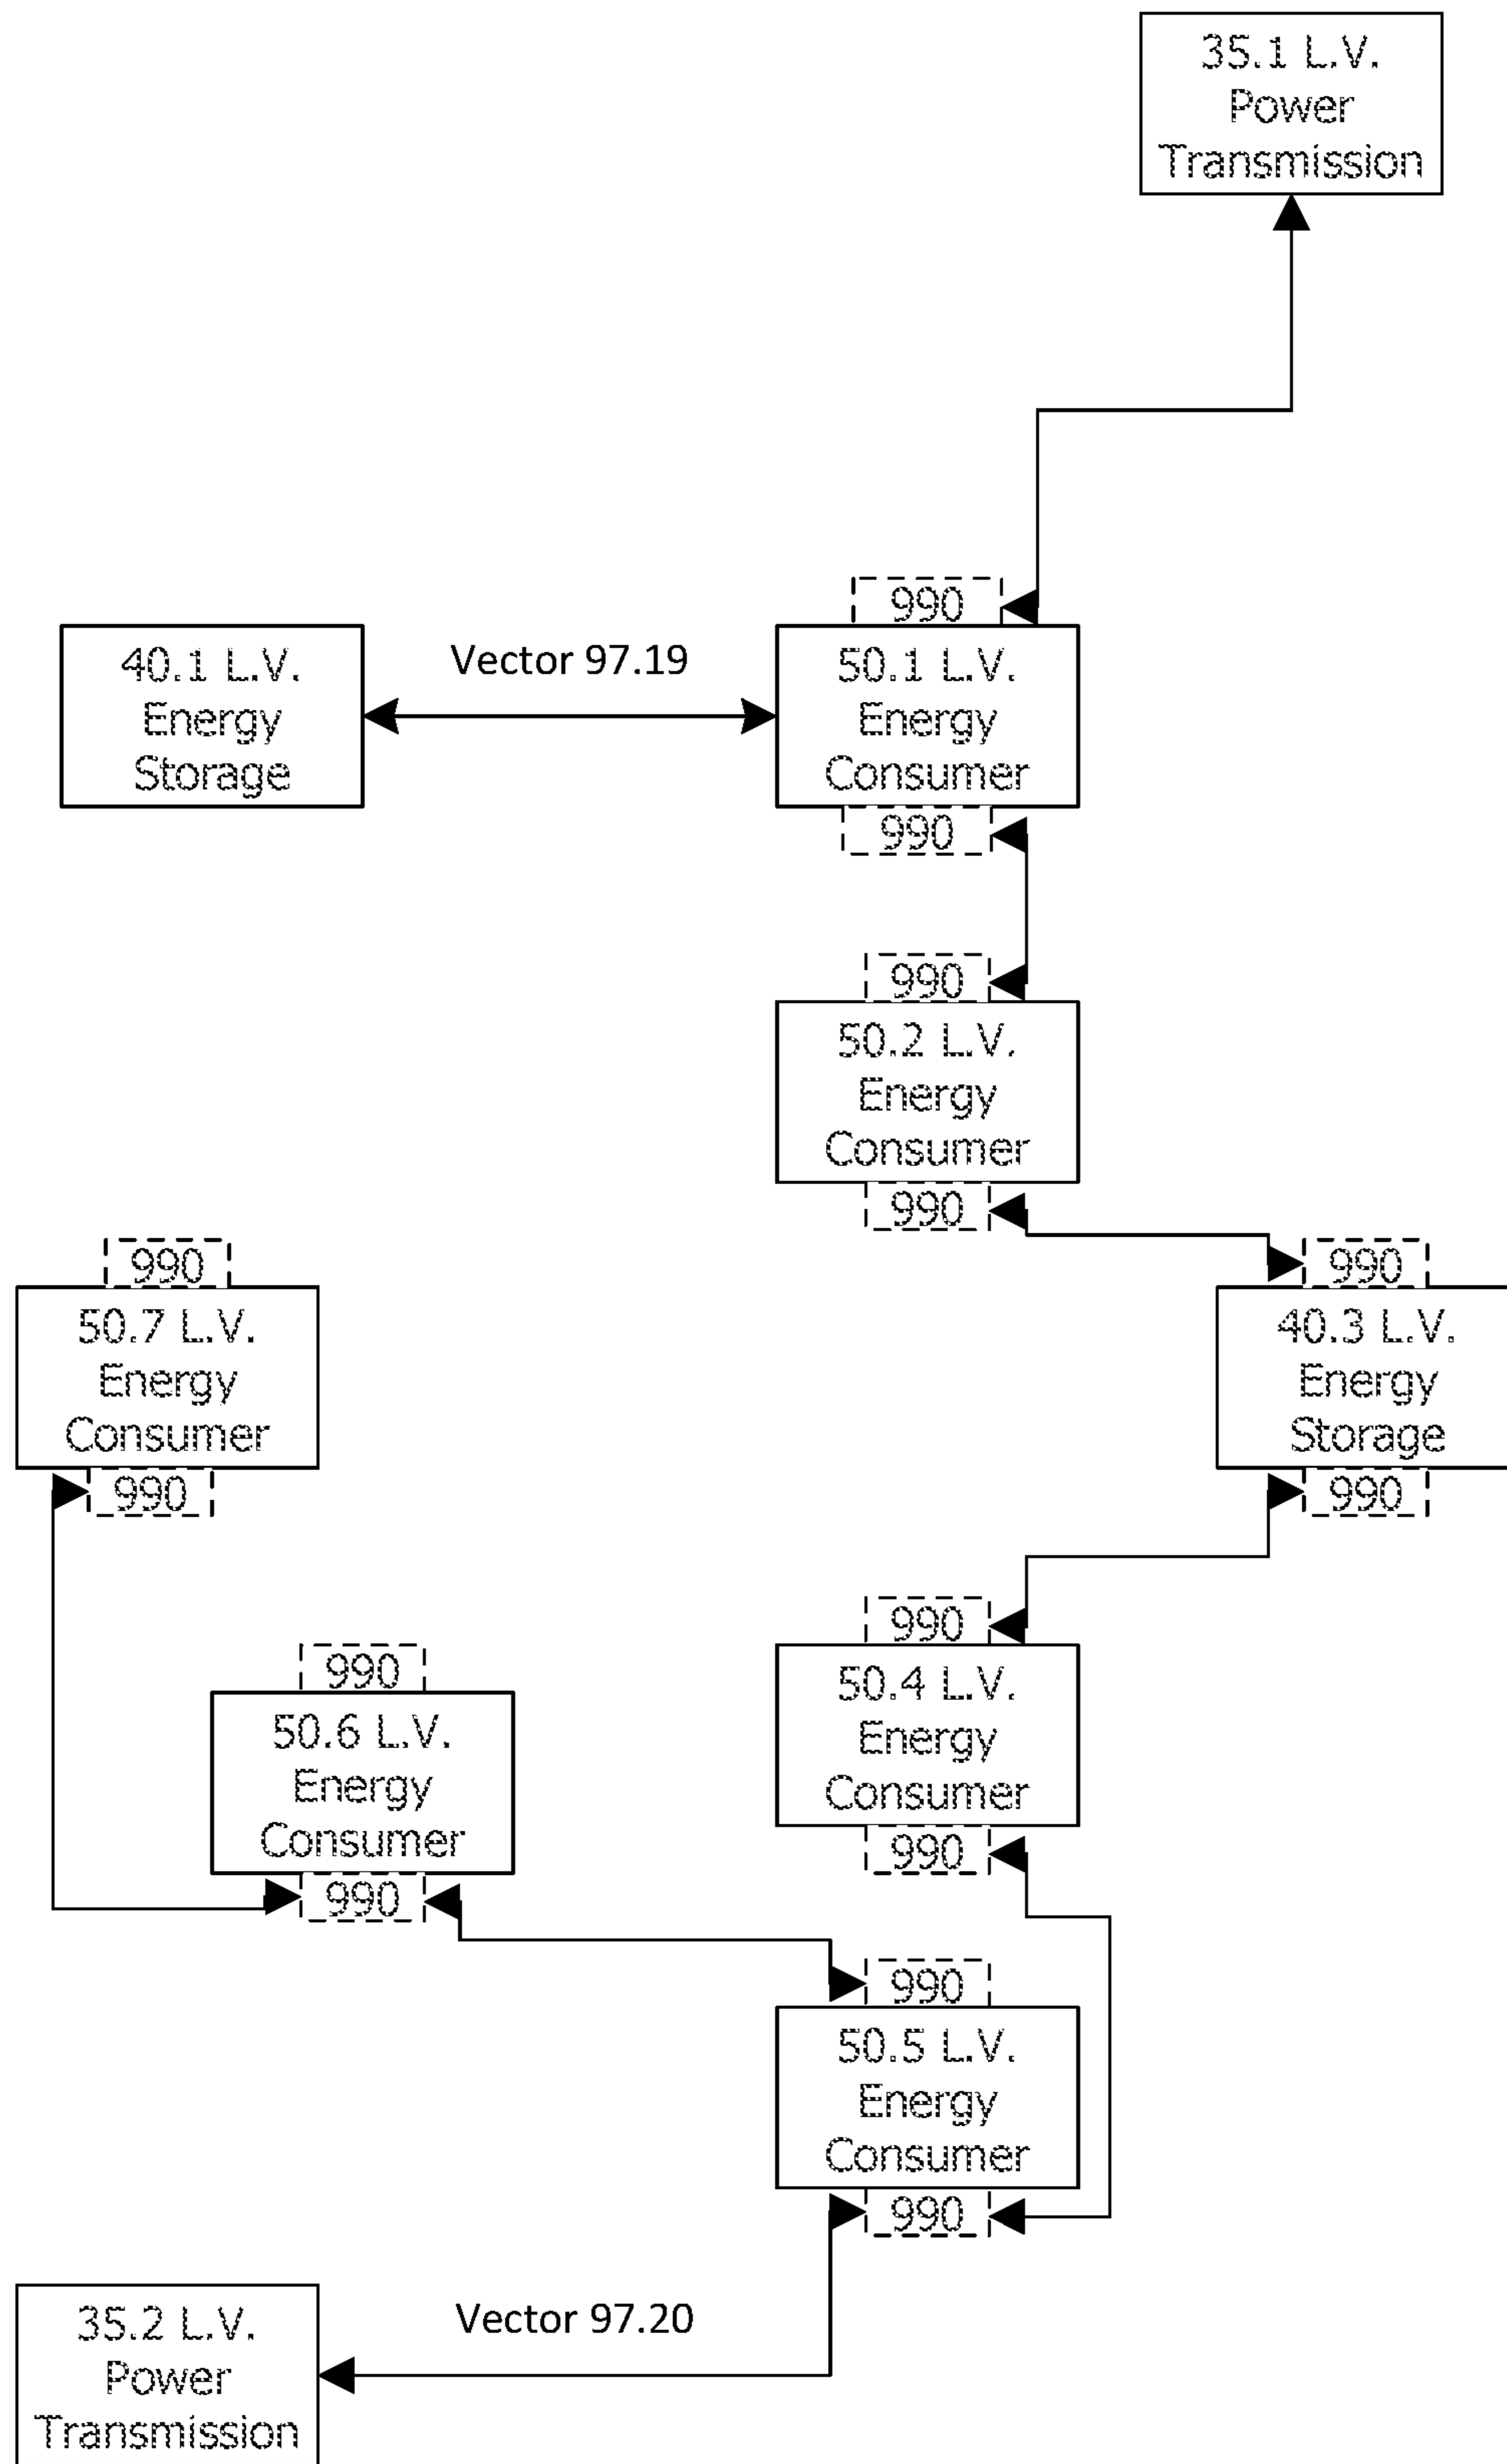 35.1 L.V.
Power
Transmission
990
40.1 L.V.
Energy
Storage
Vector 97.19
50.1 L.V.
Energy
Consumer
990
990
50.2 L.V.
Energy
Consumer
990
990
50.7 L.V.
Energy
Consumer
990
990
40.3 L.V.
Energy
Storage
990
990
50.4 L.V.
Energy
Consumer
990
990
50.6 L.V.
Energy
Consumer
990
990
50.5 L.V.
Energy
Consumer
990
35.2 L.V.
Power
Transmission
Vector 97.20